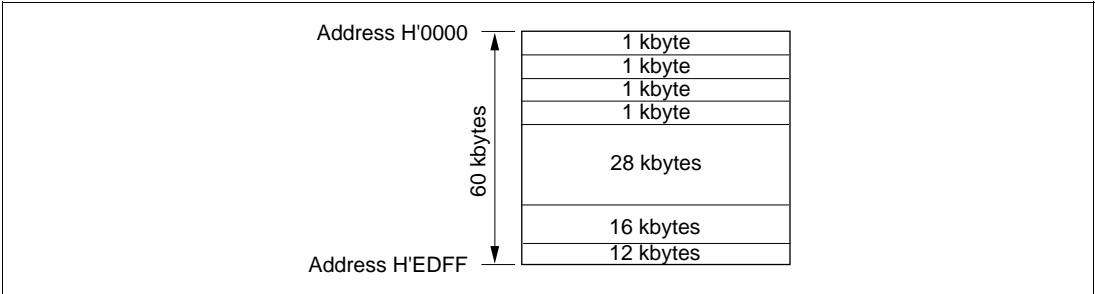 Address H'0000
1 kbyte
1 kbyte
1 kbyte
1 kbyte
60 kbytes
28 kbytes
16 kbytes
12 kbytes
Address H'EDFF